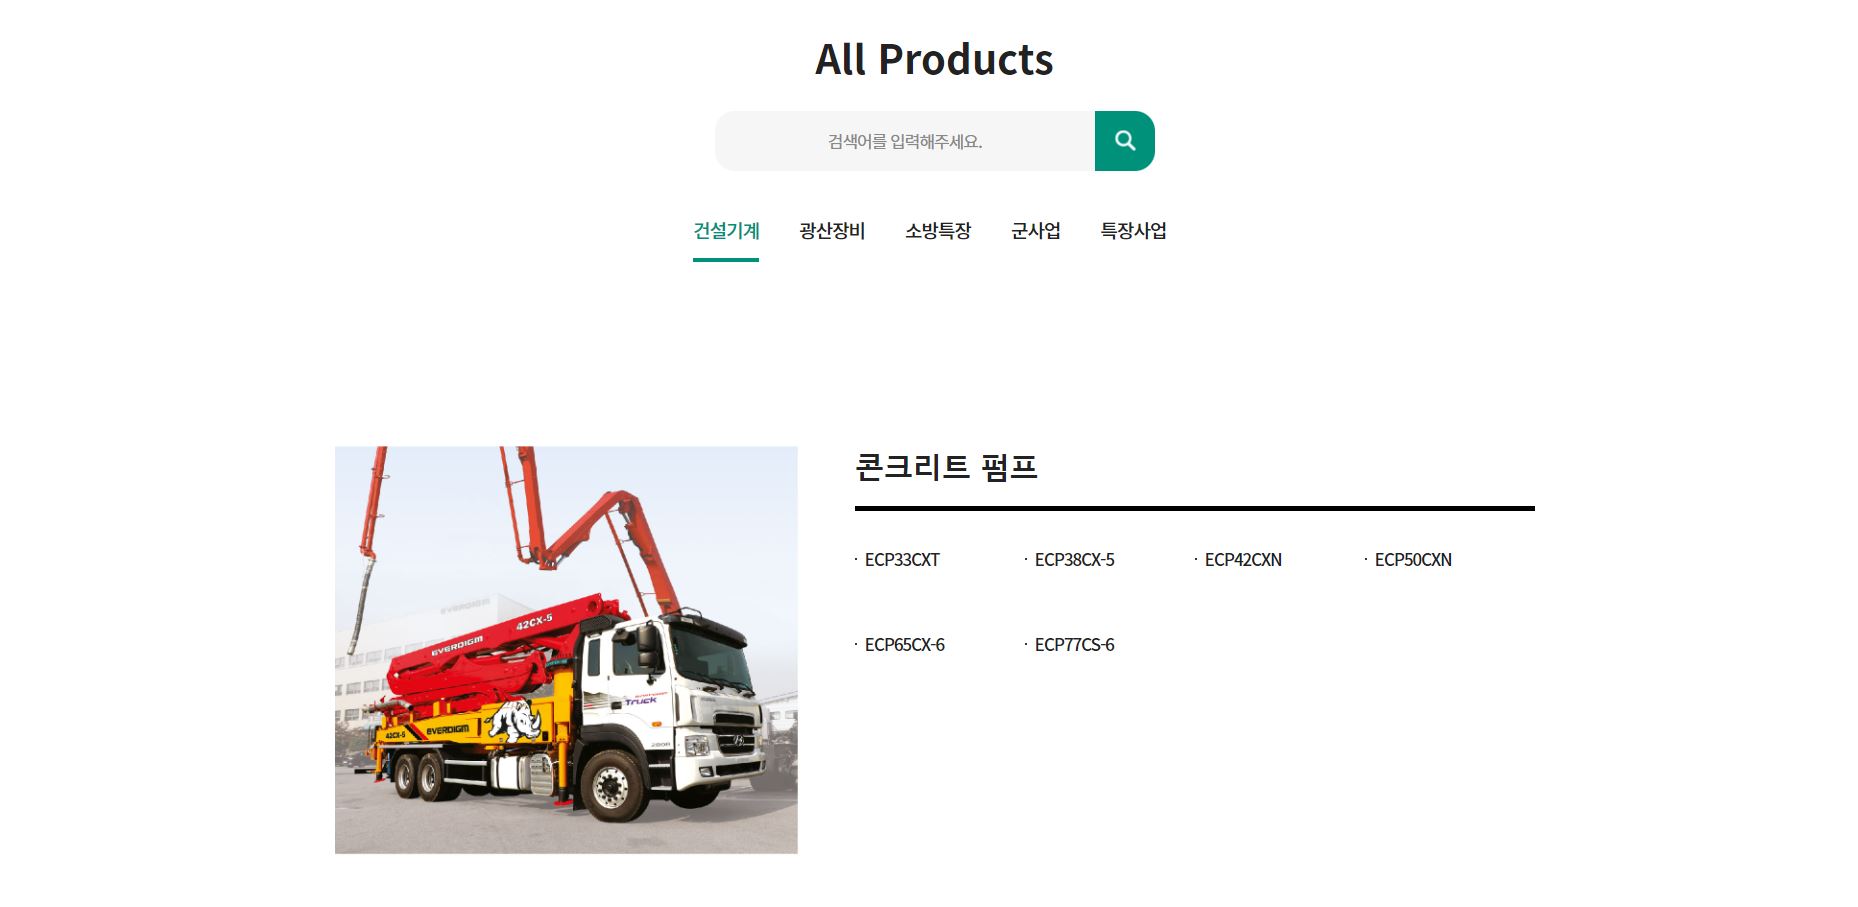 All Products
검색어를 입력해주세요.
건설기계 광산장비 소방특장 군사업 특장사업
콘크리트 펌프
· ECP33CXT · ECP38CX-5 · ECP42CXN · ECP50CXN
· ECP65CX-6 · ECP77CS-6
EVERDIGM
EVERDIGM 42CX-5
Truck
42CX-5 EVERDIGM